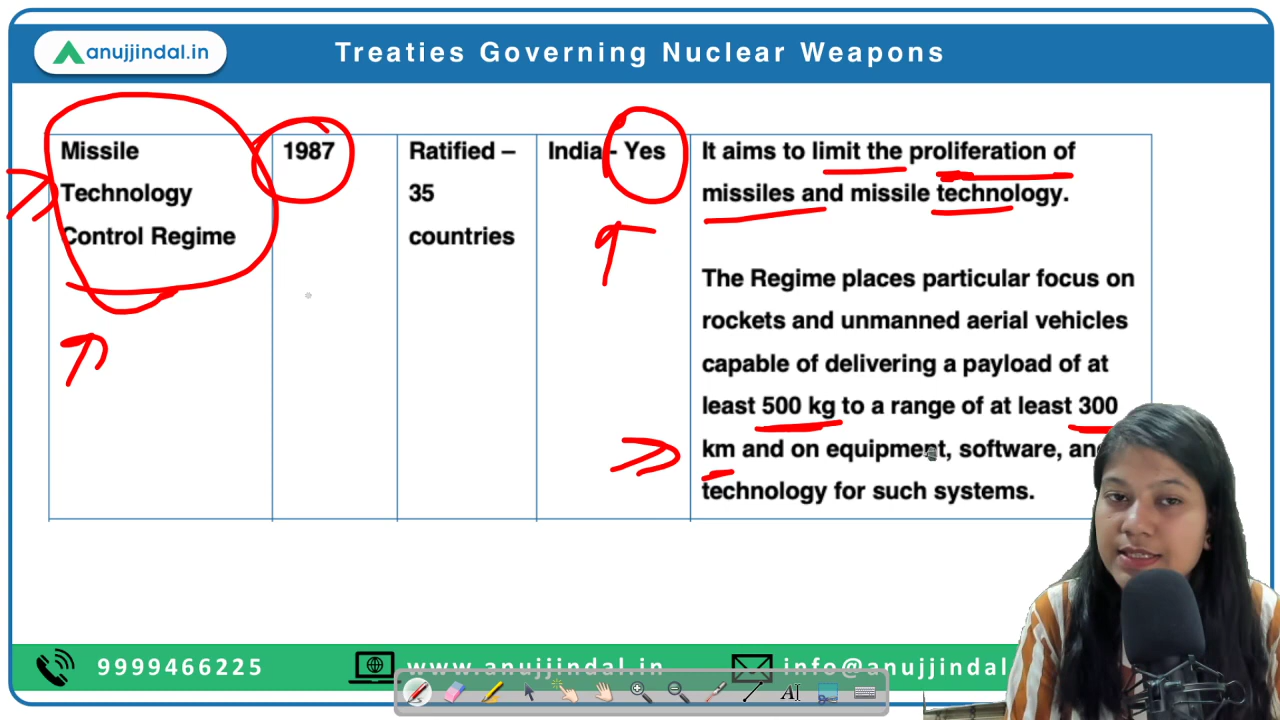 anujjindal.in
Treaties Governing Nuclear Weapons
Missile
Technology
Control Regime
1987
Ratified –
35
countries
India - Yes
It aims to limit the proliferation of
missiles and missile technology.
The Regime places particular focus on
rockets and unmanned aerial vehicles
capable of delivering a payload of at
least 500 kg to a range of at least 300
km and on equipment, software,
technology for such systems.
9999466225
www.anujjindal.in
info@anujjindal
AI